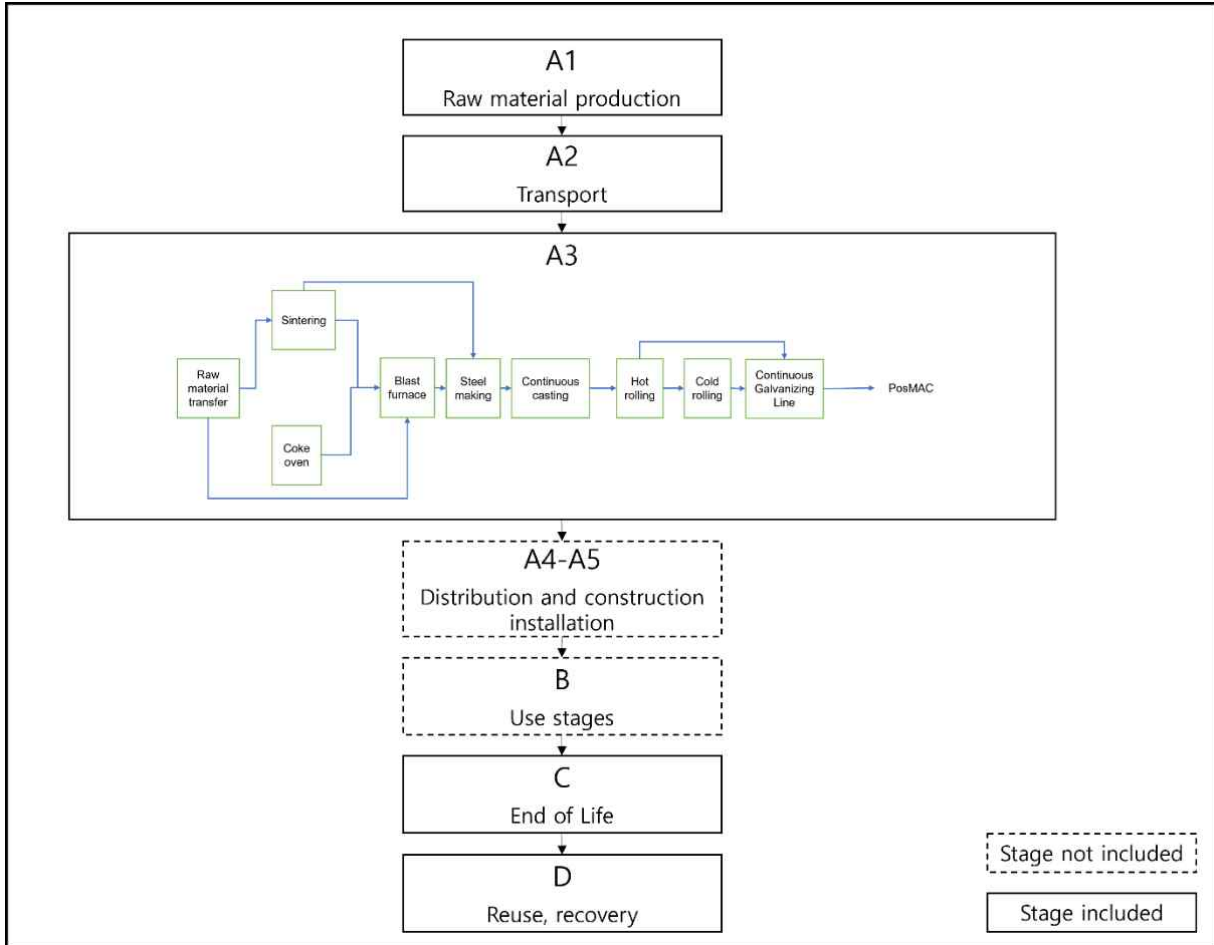 A1
Raw material production
A2
Transport
A3
Sintering
Raw
material
transfer
Coke
oven
Blast
furnace
Steel
making
Continuous
casting
Hot
rolling
Cold
rolling
Continuous
Galvanizing
Line
PosMAC
A4-A5
Distribution and construction
installation
B
Use stages
C
End of Life
D
Reuse, recovery
Stage not included
Stage included